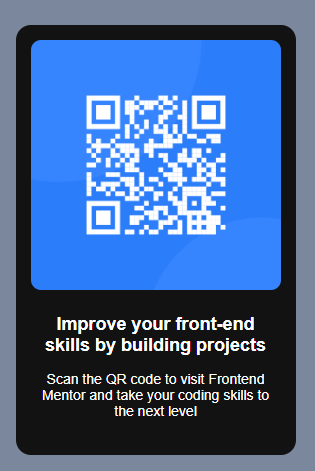 Improve your front-end
skills by building projects
Scan the QR code to visit Frontend
Mentor and take your coding skills to
the next level